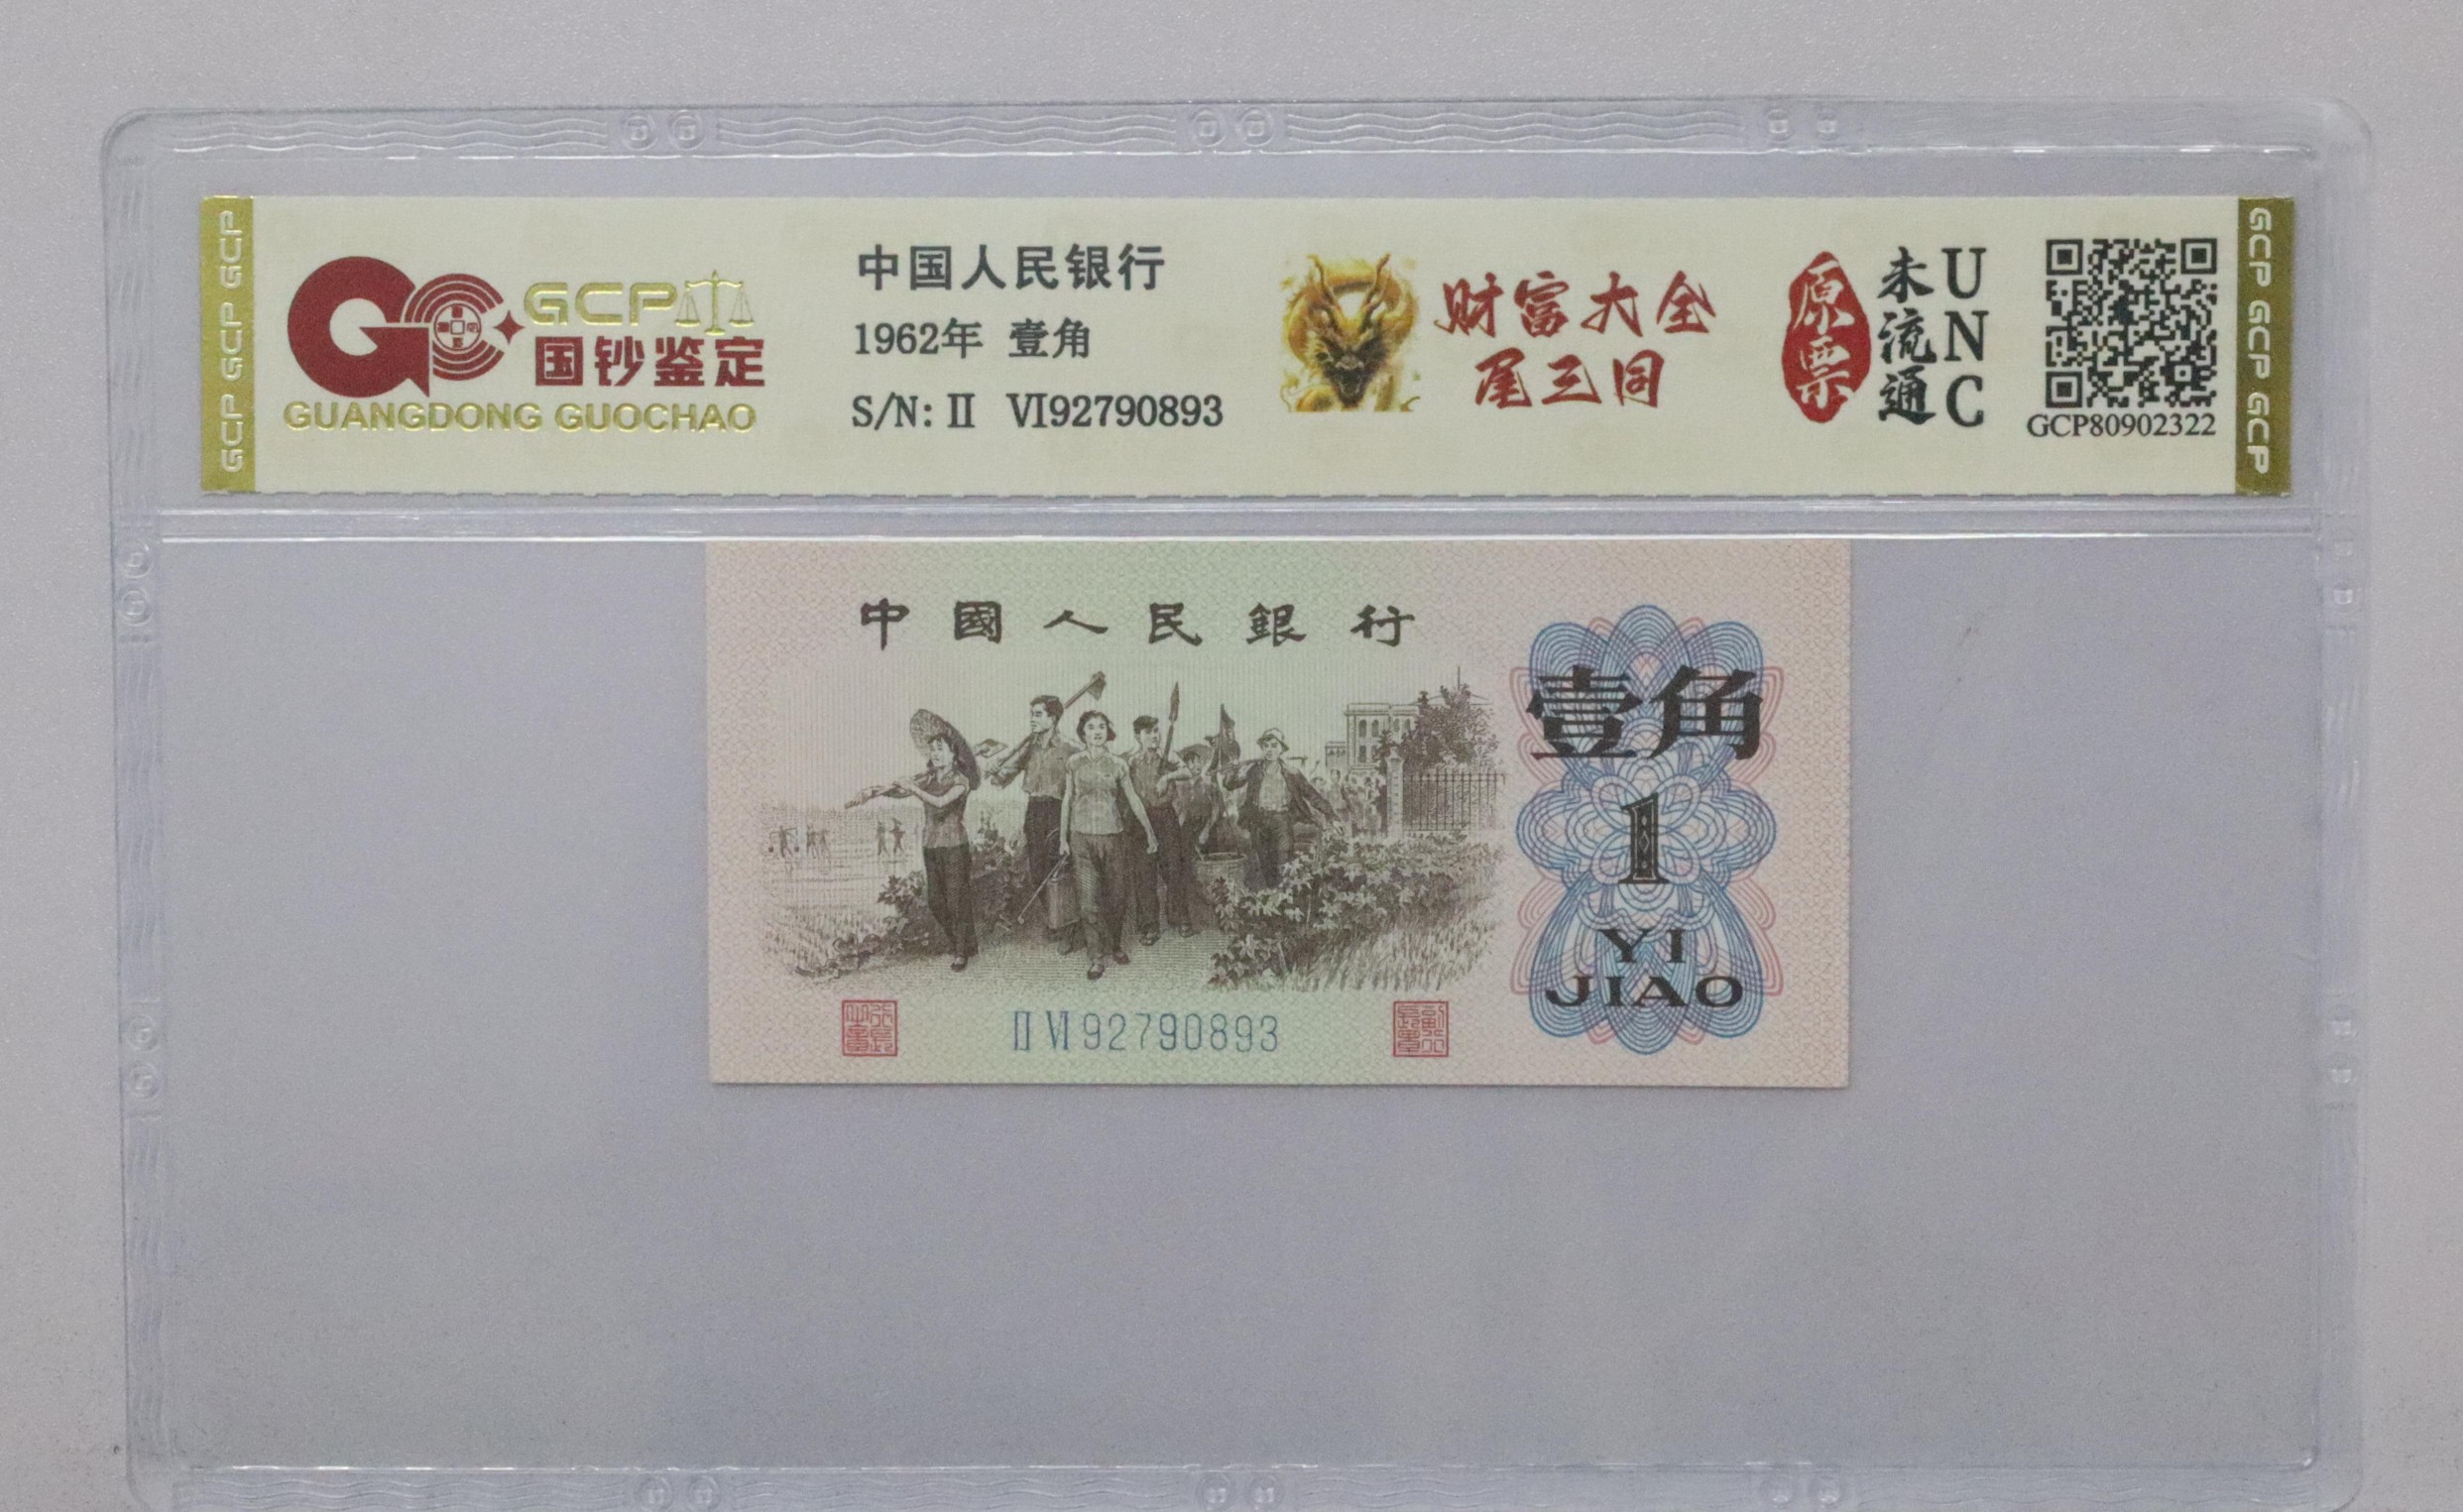 GCP GCP GCP
GCP
国钞鉴定
GUANGDONG GUOCHAO
中国人民银行
1962年 壹角
S/N: Ⅱ Ⅵ92790893
财富大全
尾三同
原票
未流通
UNC
GCP80902322
GCP GCP GCP
中國人民銀行
壹角
1
YI
JIAO
Ⅱ Ⅵ 92790893